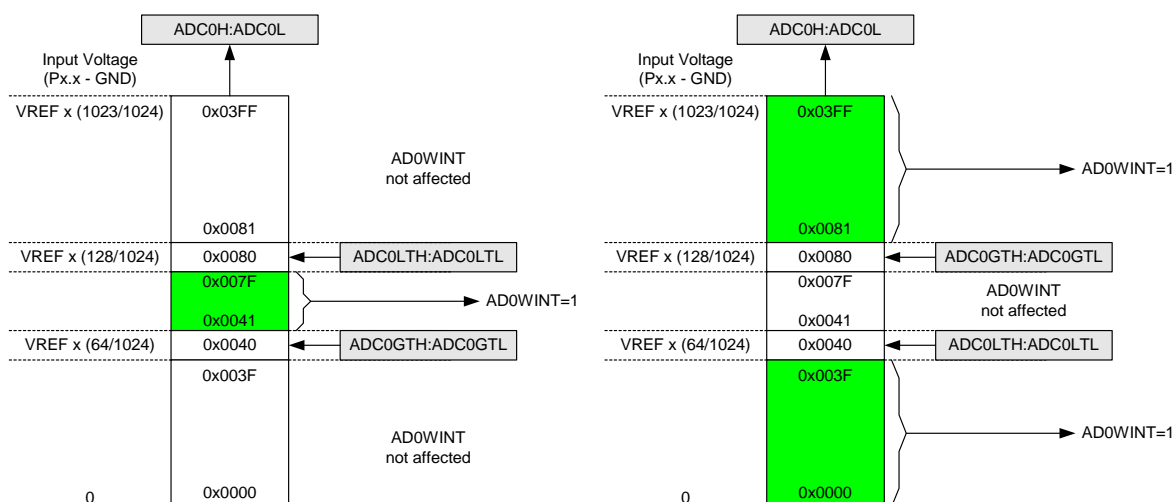 ADC0H:ADC0L
Input Voltage
(Px.x - GND)
VREF x (1023/1024)
0x03FF
AD0WINT
not affected
0x0081
VREF x (128/1024)
0x0080
ADC0LTH:ADC0LTL
0x007F
AD0WINT=1
0x0041
VREF x (64/1024)
0x0040
ADC0GTH:ADC0GTL
0x003F
AD0WINT
not affected
0x0000
0
ADC0H:ADC0L
Input Voltage
(Px.x - GND)
VREF x (1023/1024)
0x03FF
AD0WINT=1
0x0081
VREF x (128/1024)
0x0080
ADC0GTH:ADC0GTL
0x007F
AD0WINT
not affected
0x0041
VREF x (64/1024)
0x0040
ADC0LTH:ADC0LTL
0x003F
AD0WINT=1
0x0000
0